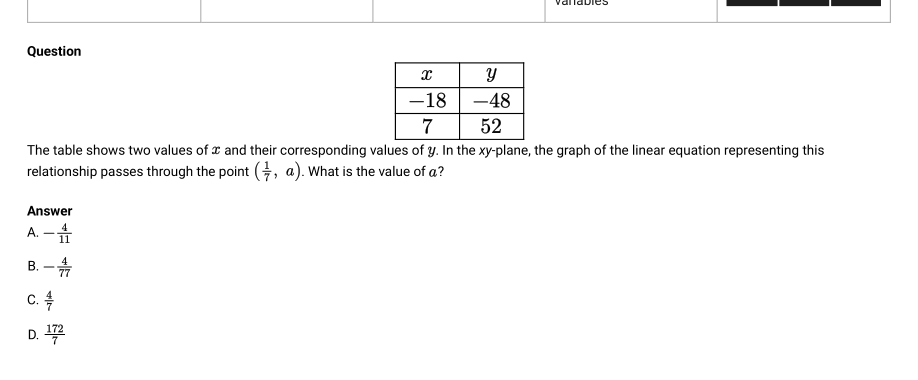 variables
Question
x y
−18 −48
7 52
The table shows two values of x and their corresponding values of y. In the xy-plane, the graph of the linear equation representing this
relationship passes through the point (1/7, a). What is the value of a?
Answer
A. −4/11
B. −4/77
C. 4/7
D. 172/7